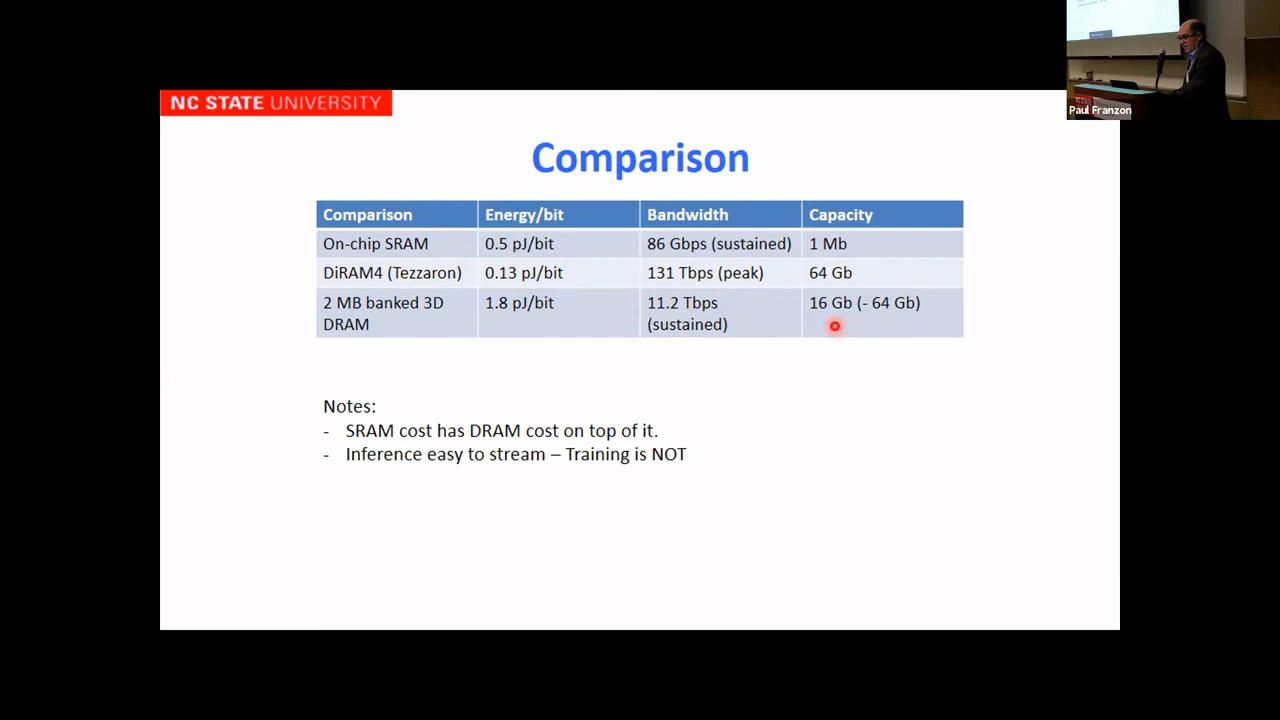 NC STATE UNIVERSITY
Paul Franzon
Comparison
Comparison Energy/bit Bandwidth Capacity
On-chip SRAM 0.5 pJ/bit 86 Gbps (sustained) 1 Mb
DiRAM4 (Tezzaron) 0.13 pJ/bit 131 Tbps (peak) 64 Gb
2 MB banked 3D 1.8 pJ/bit 11.2 Tbps 16 Gb (- 64 Gb)
DRAM (sustained)
Notes:
- SRAM cost has DRAM cost on top of it.
- Inference easy to stream – Training is NOT